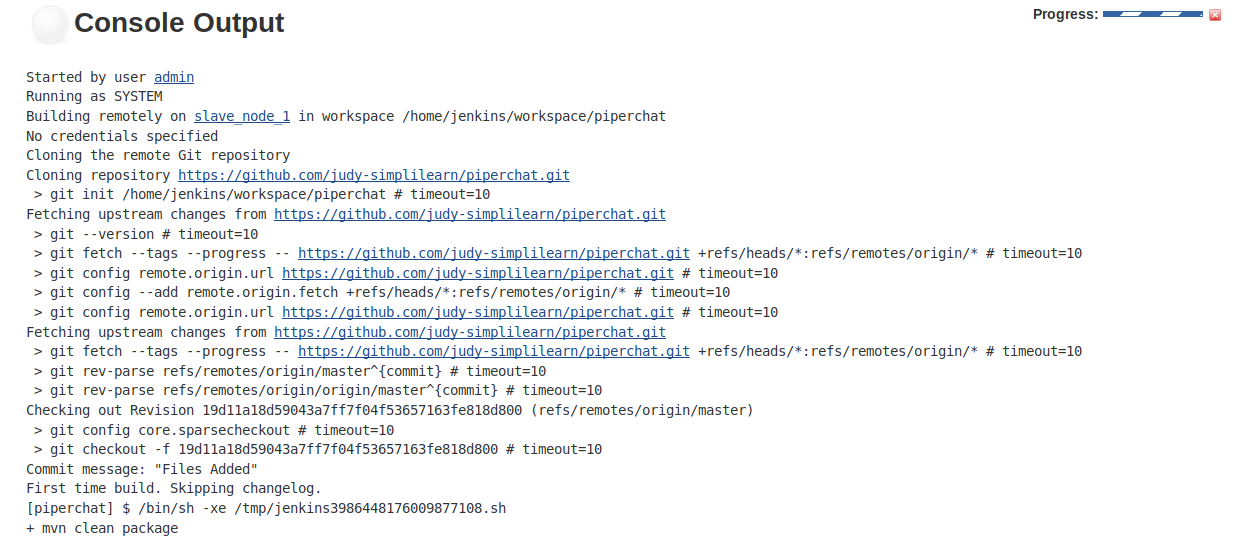 Console Output
Progress:
Started by user admin
Running as SYSTEM
Building remotely on slave_node_1 in workspace /home/jenkins/workspace/piperchat
No credentials specified
Cloning the remote Git repository
Cloning repository https://github.com/judy-simplilearn/piperchat.git
 > git init /home/jenkins/workspace/piperchat # timeout=10
Fetching upstream changes from https://github.com/judy-simplilearn/piperchat.git
 > git --version # timeout=10
 > git fetch --tags --progress -- https://github.com/judy-simplilearn/piperchat.git +refs/heads/*:refs/remotes/origin/* # timeout=10
 > git config remote.origin.url https://github.com/judy-simplilearn/piperchat.git # timeout=10
 > git config --add remote.origin.fetch +refs/heads/*:refs/remotes/origin/* # timeout=10
 > git config remote.origin.url https://github.com/judy-simplilearn/piperchat.git # timeout=10
Fetching upstream changes from https://github.com/judy-simplilearn/piperchat.git
 > git fetch --tags --progress -- https://github.com/judy-simplilearn/piperchat.git +refs/heads/*:refs/remotes/origin/* # timeout=10
 > git rev-parse refs/remotes/origin/master^{commit} # timeout=10
 > git rev-parse refs/remotes/origin/origin/master^{commit} # timeout=10
Checking out Revision 19d11a18d59043a7ff7f04f53657163fe818d800 (refs/remotes/origin/master)
 > git config core.sparsecheckout # timeout=10
 > git checkout -f 19d11a18d59043a7ff7f04f53657163fe818d800 # timeout=10
Commit message: "Files Added"
First time build. Skipping changelog.
[piperchat] $ /bin/sh -xe /tmp/jenkins3986448176009877108.sh
+ mvn clean package